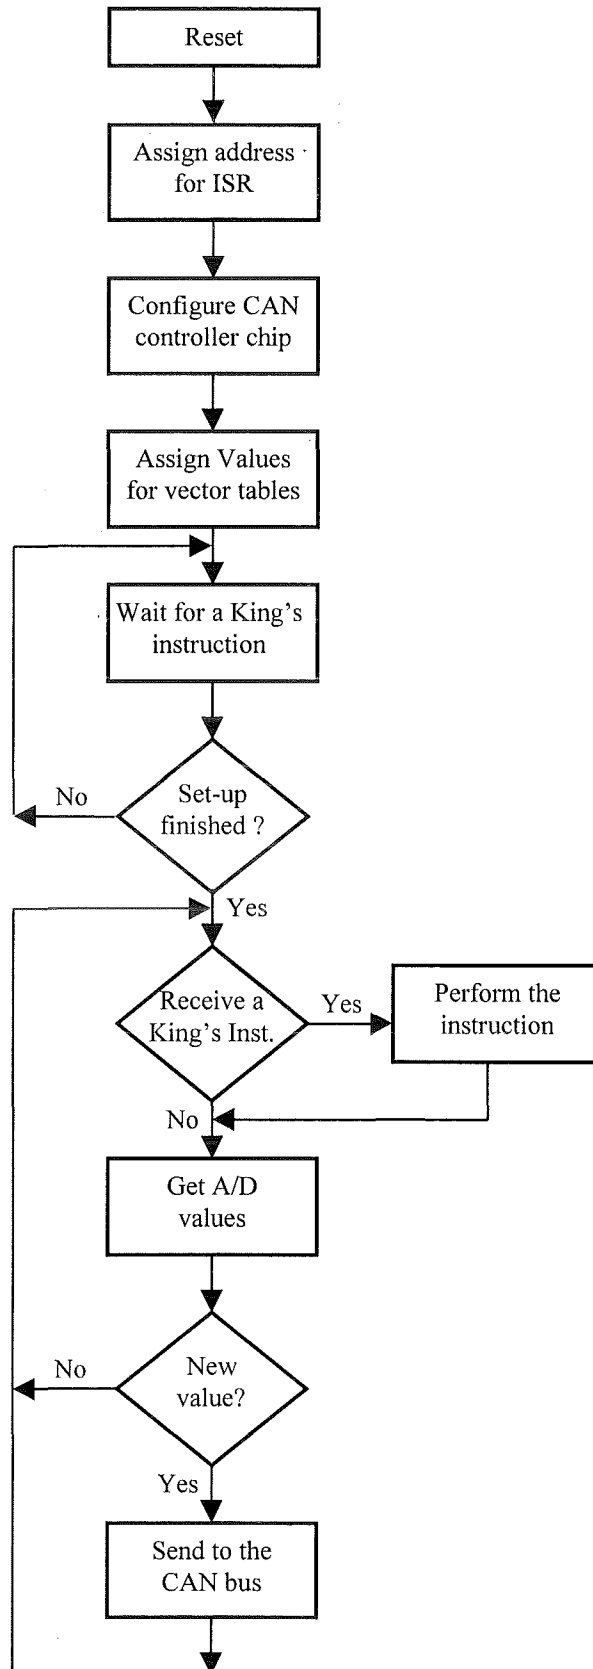 Reset
Assign address
for ISR
Configure CAN
controller chip
Assign Values
for vector tables
Wait for a King's
instruction
No
Set-up
finished ?
Yes
Receive a
King's Inst.
Yes
Perform the
instruction
No
Get A/D
values
No
New
value?
Yes
Send to the
CAN bus